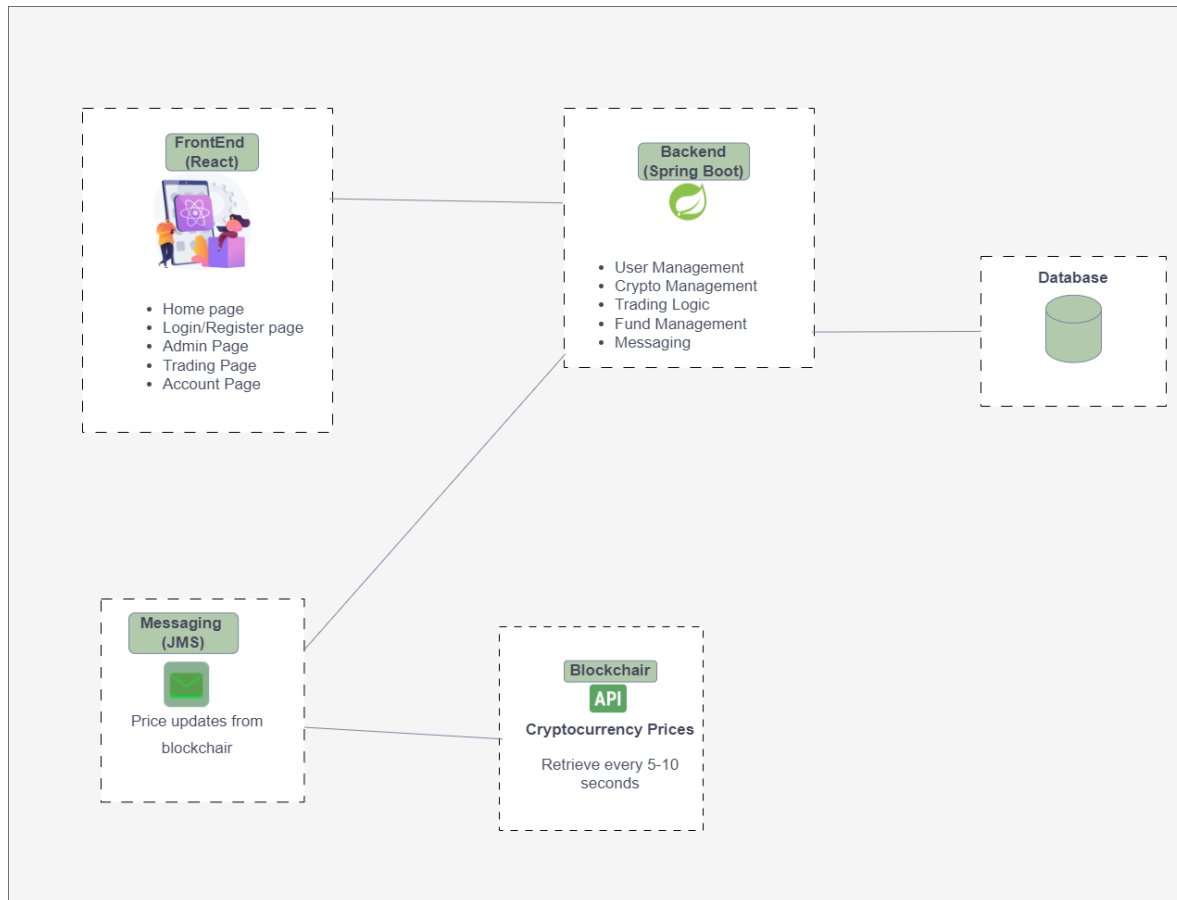 FrontEnd
(React)
Home page
Login/Register page
Admin Page
Trading Page
Account Page
Backend
(Spring Boot)
User Management
Crypto Management
Trading Logic
Fund Management
Messaging
Database
Messaging
(JMS)
Price updates from
blockchair
Blockchair
API
Cryptocurrency Prices
Retrieve every 5-10
seconds